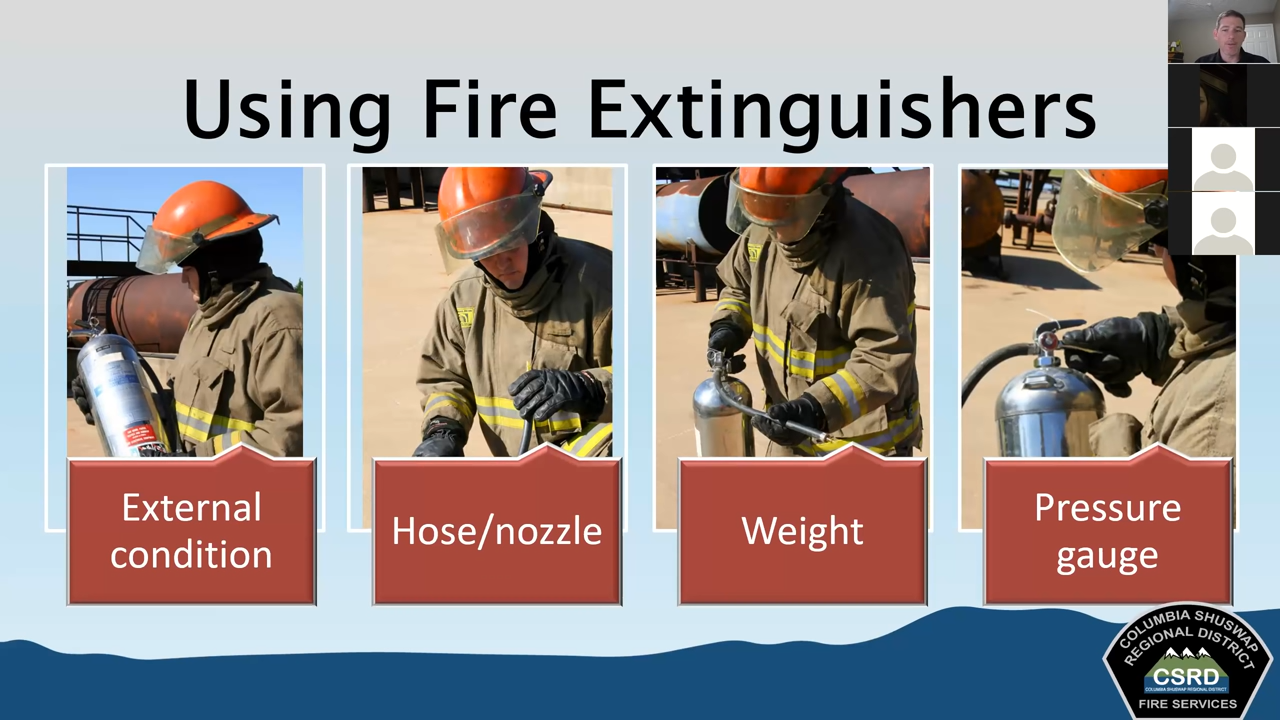 Using Fire Extinguishers
External
condition
Hose/nozzle
Weight
Pressure
gauge
COLUMBIA SHUSWAP
REGIONAL DISTRICT
CSRD
COLUMBIA SHUSWAP REGIONAL DISTRICT
FIRE SERVICES